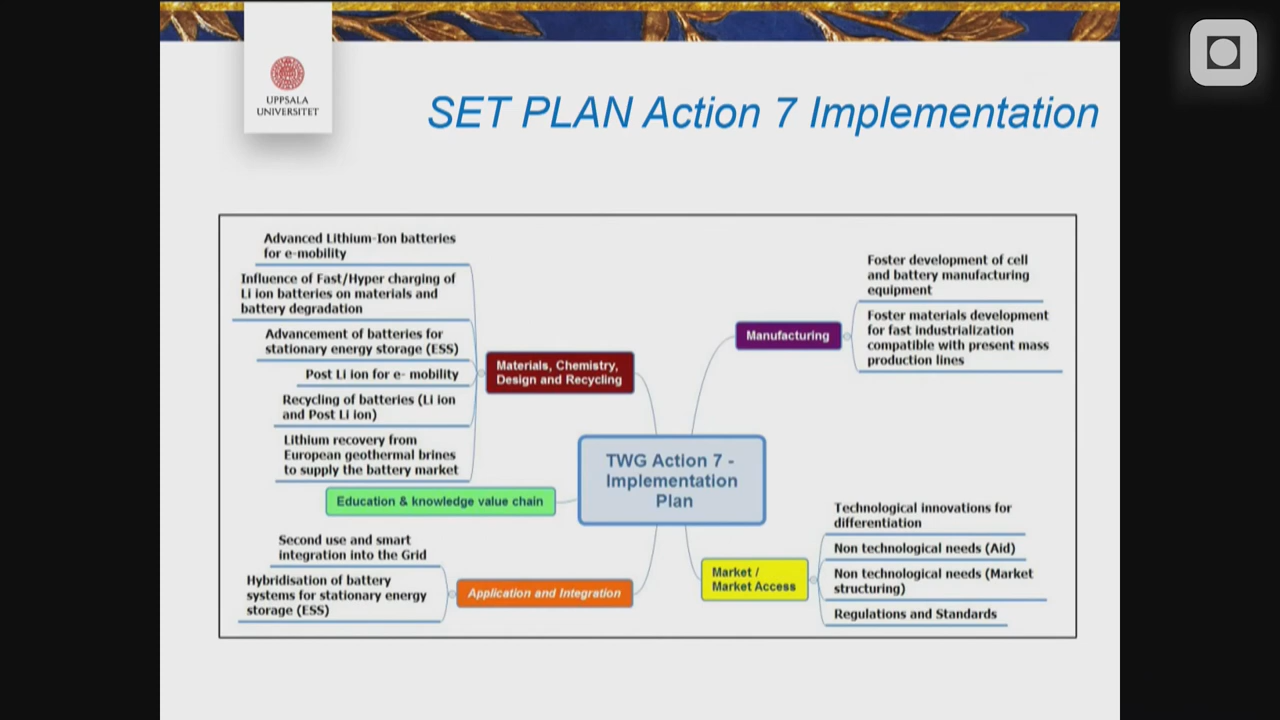 UPPSALA
UNIVERSITET
SET PLAN Action 7 Implementation
Advanced Lithium-Ion batteries
for e-mobility
Influence of Fast/Hyper charging of
Li ion batteries on materials and
battery degradation
Advancement of batteries for
stationary energy storage (ESS)
Post Li ion for e- mobility
Recycling of batteries (Li ion
and Post Li ion)
Lithium recovery from
European geothermal brines
to supply the battery market
Materials, Chemistry,
Design and Recycling
Education & knowledge value chain
Second use and smart
integration into the Grid
Hybridisation of battery
systems for stationary energy
storage (ESS)
Application and Integration
TWG Action 7 -
Implementation
Plan
Manufacturing
Foster development of cell
and battery manufacturing
equipment
Foster materials development
for fast industrialization
compatible with present mass
production lines
Market /
Market Access
Technological innovations for
differentiation
Non technological needs (Aid)
Non technological needs (Market
structuring)
Regulations and Standards